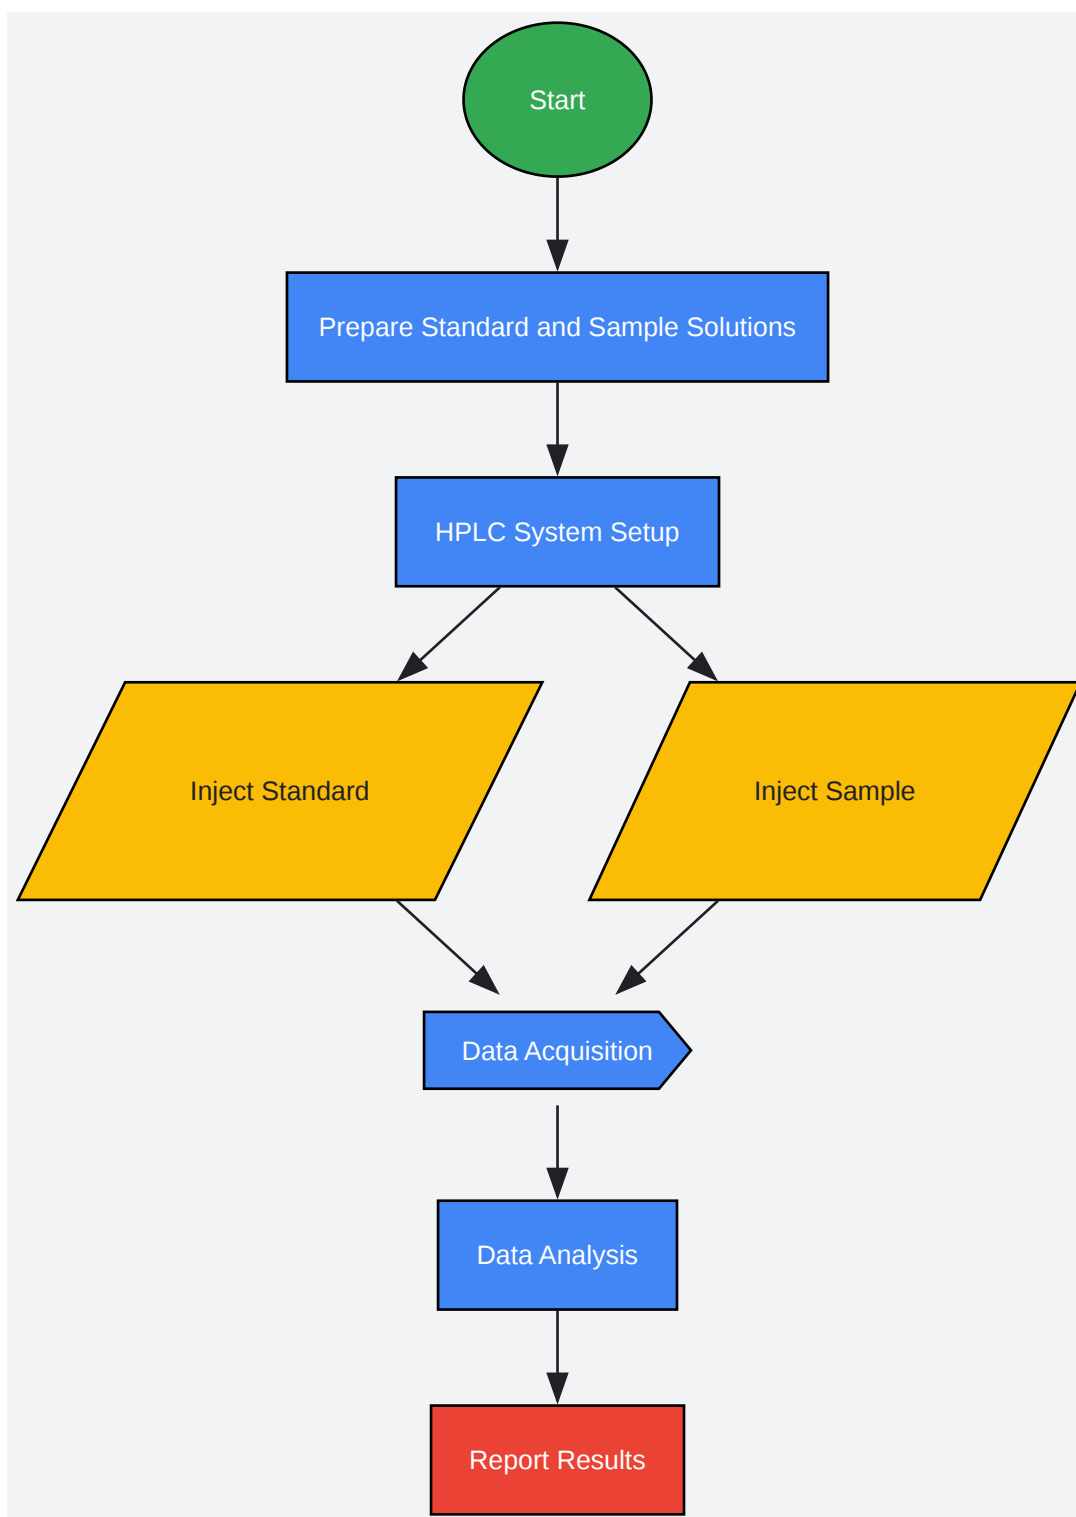 Start
Prepare Standard and Sample Solutions
HPLC System Setup
Inject Standard
Inject Sample
Data Acquisition
Data Analysis
Report Results